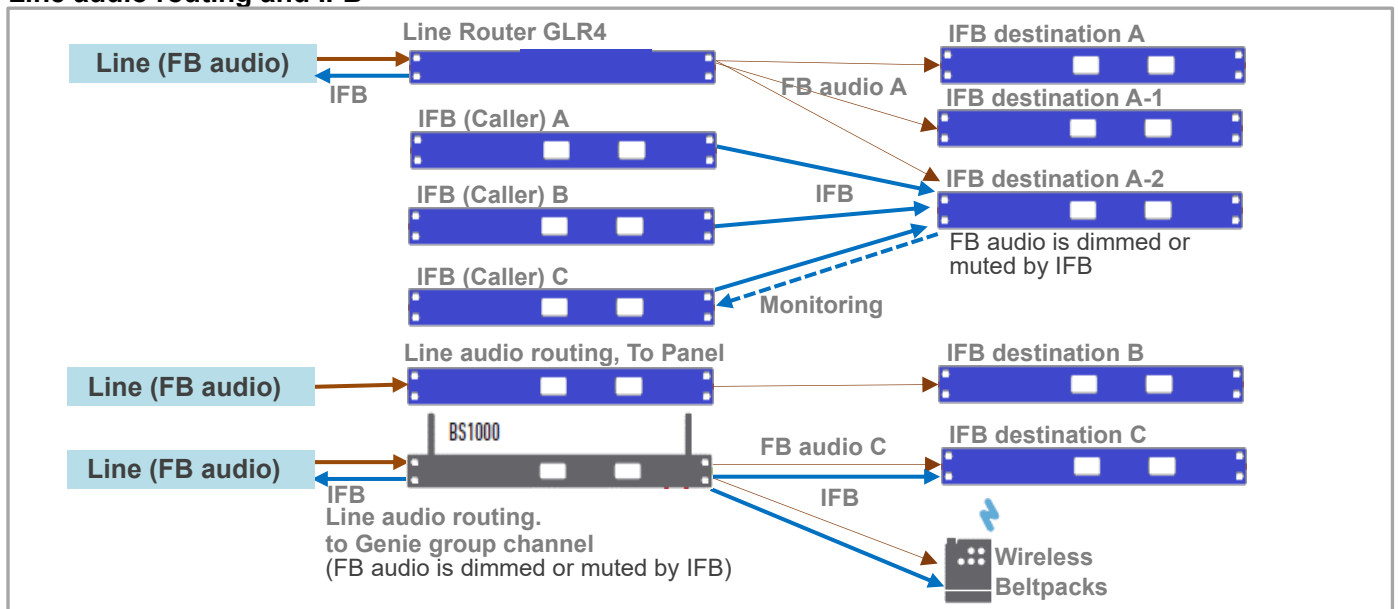 Line audio routing and IFB
Line Router GLR4
IFB destination A
Line (FB audio)
IFB
FB audio A
IFB destination A-1
IFB (Caller) A
IFB destination A-2
IFB (Caller) B
IFB
FB audio is dimmed or
muted by IFB
IFB (Caller) C
Monitoring
Line audio routing, To Panel
IFB destination B
Line (FB audio)
BS1000
FB audio C
IFB destination C
Line (FB audio)
IFB
IFB
Line audio routing.
to Genie group channel
(FB audio is dimmed or muted by IFB)
Wireless
Beltpacks